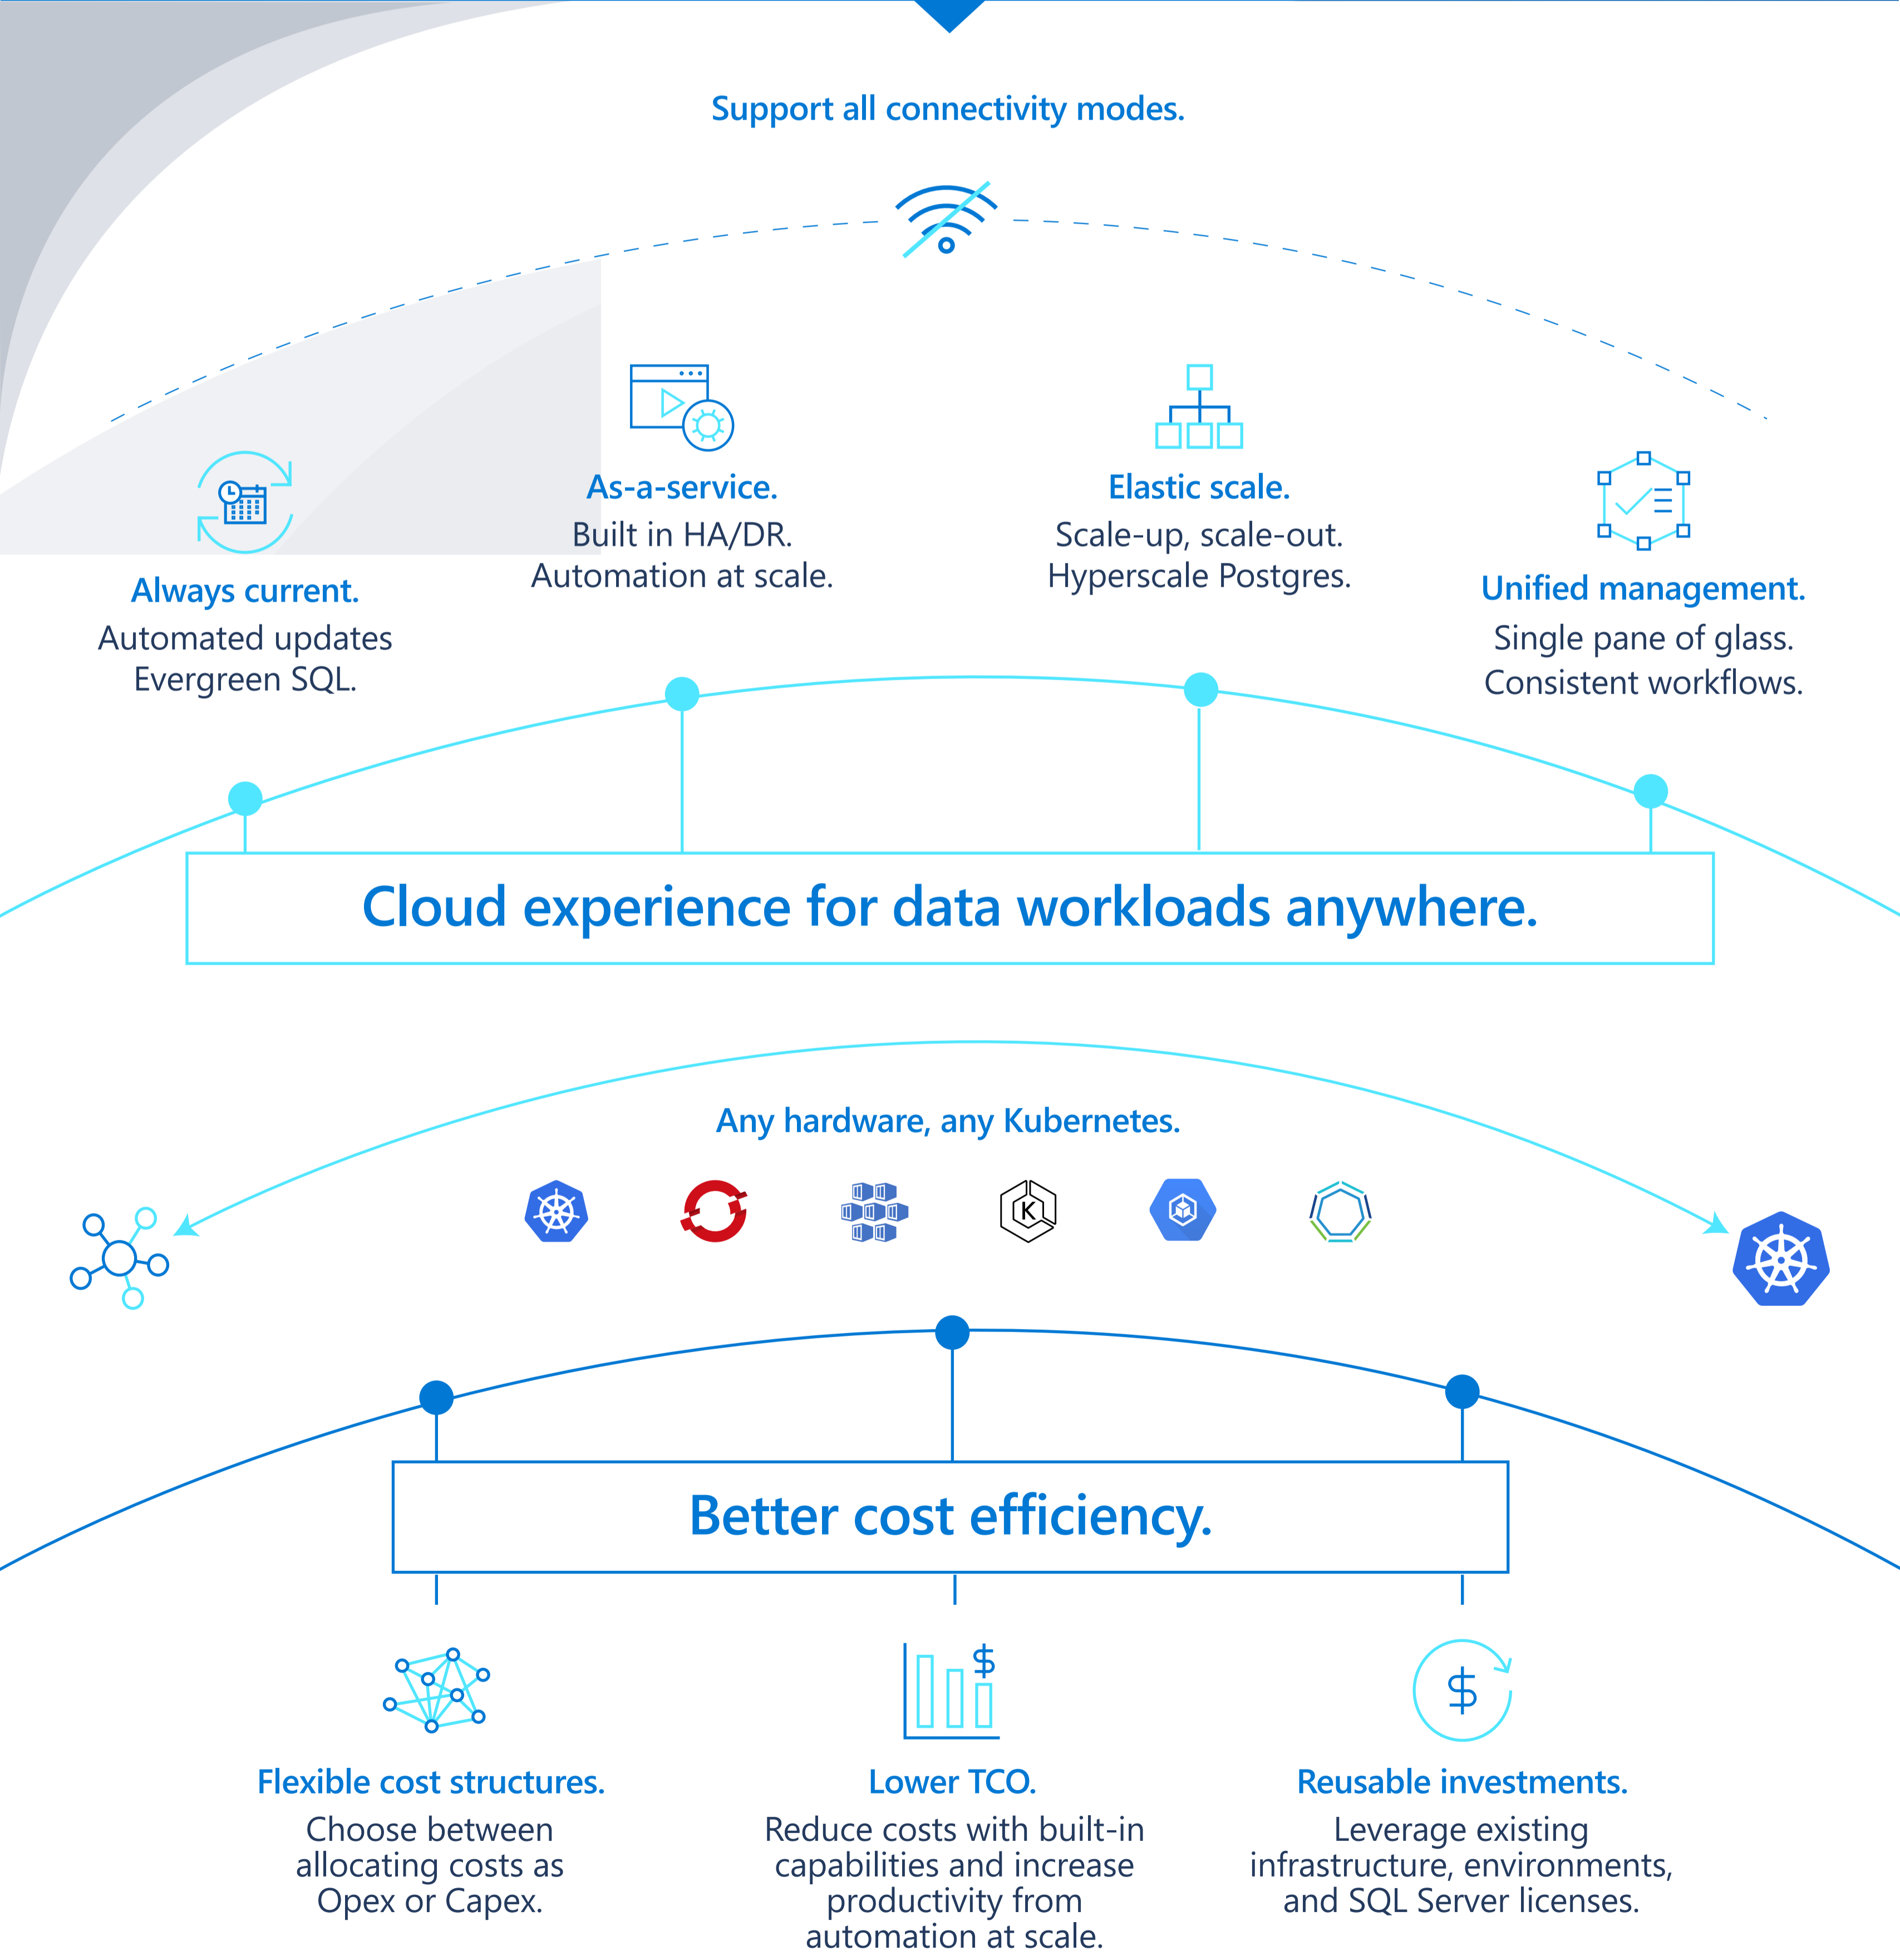 Support all connectivity modes.
Always current.
Automated updates
Evergreen SQL.
As-a-service.
Built in HA/DR.
Automation at scale.
Elastic scale.
Scale-up, scale-out.
Hyperscale Postgres.
Unified management.
Single pane of glass.
Consistent workflows.
Cloud experience for data workloads anywhere.
Any hardware, any Kubernetes.
K
Better cost efficiency.
$
$
Flexible cost structures.
Choose between
allocating costs as
Opex or Capex.
Lower TCO.
Reduce costs with built-in
capabilities and increase
productivity from
automation at scale.
Reusable investments.
Leverage existing
infrastructure, environments,
and SQL Server licenses.